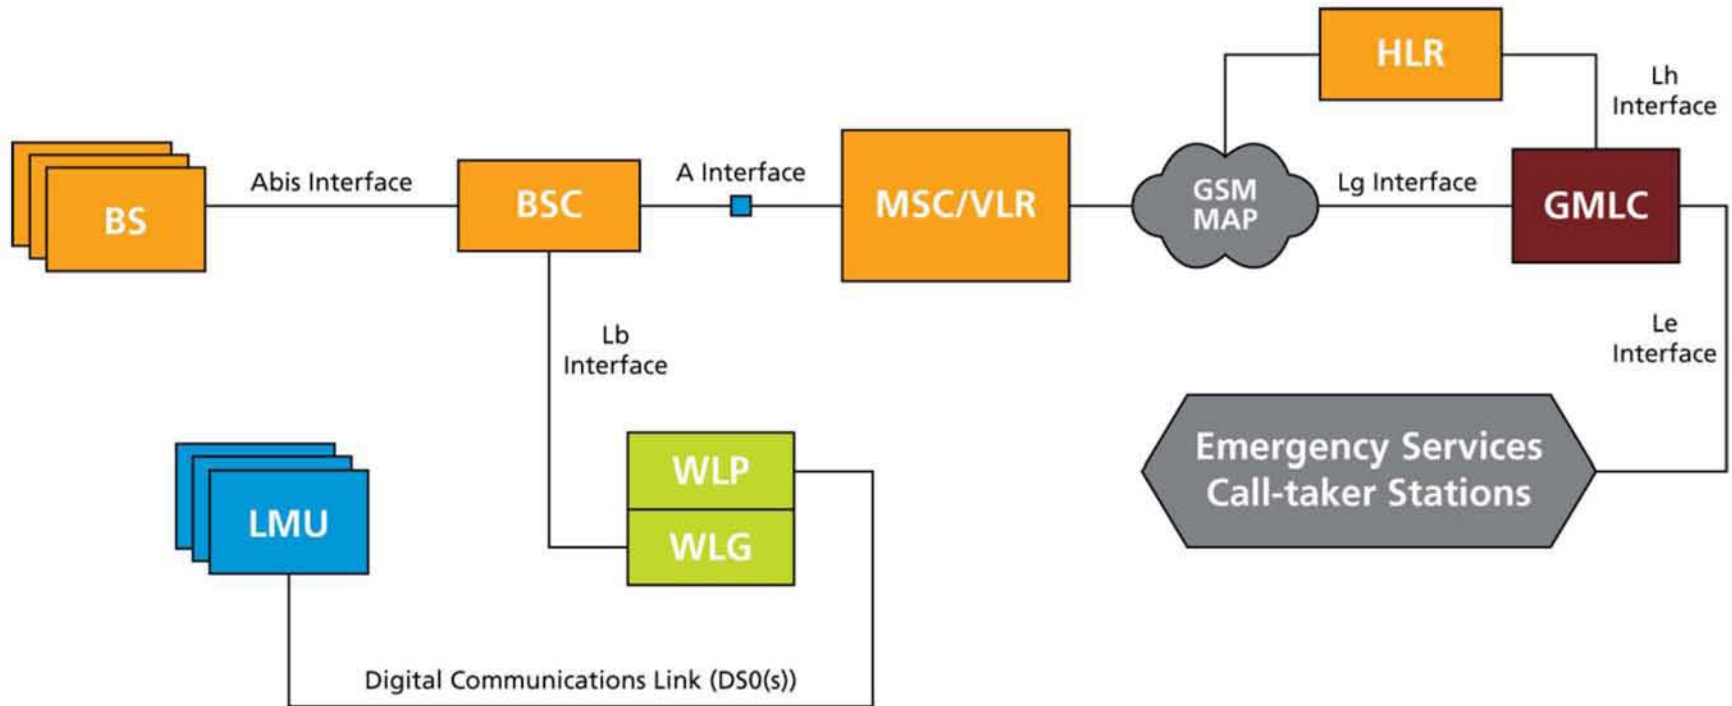 HLR
Lh
Interface
Abis Interface
A Interface
BS
BSC
MSC/VLR
GSM
MAP
Lg Interface
GMLC
Lb
Interface
Le
Interface
WLP
WLG
LMU
Emergency Services
Call-taker Stations
Digital Communications Link (DS0(s))